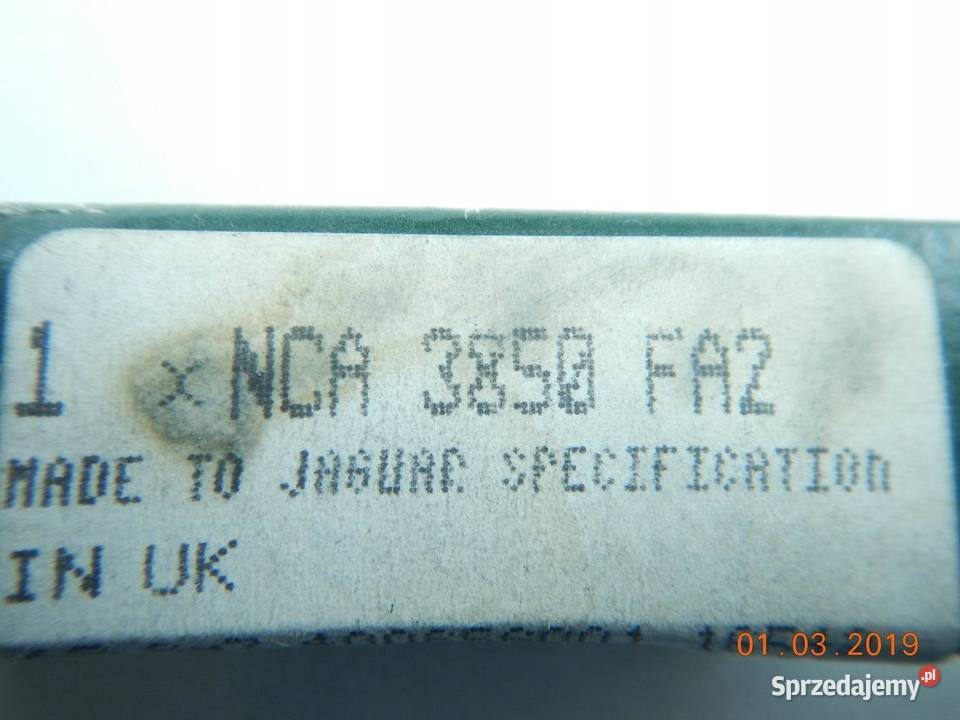 1 x NCA 3850 FA2
MADE TO JAGUAR SPECIFICATION
IN UK
01.03.2019
Sprzedajemy.pl